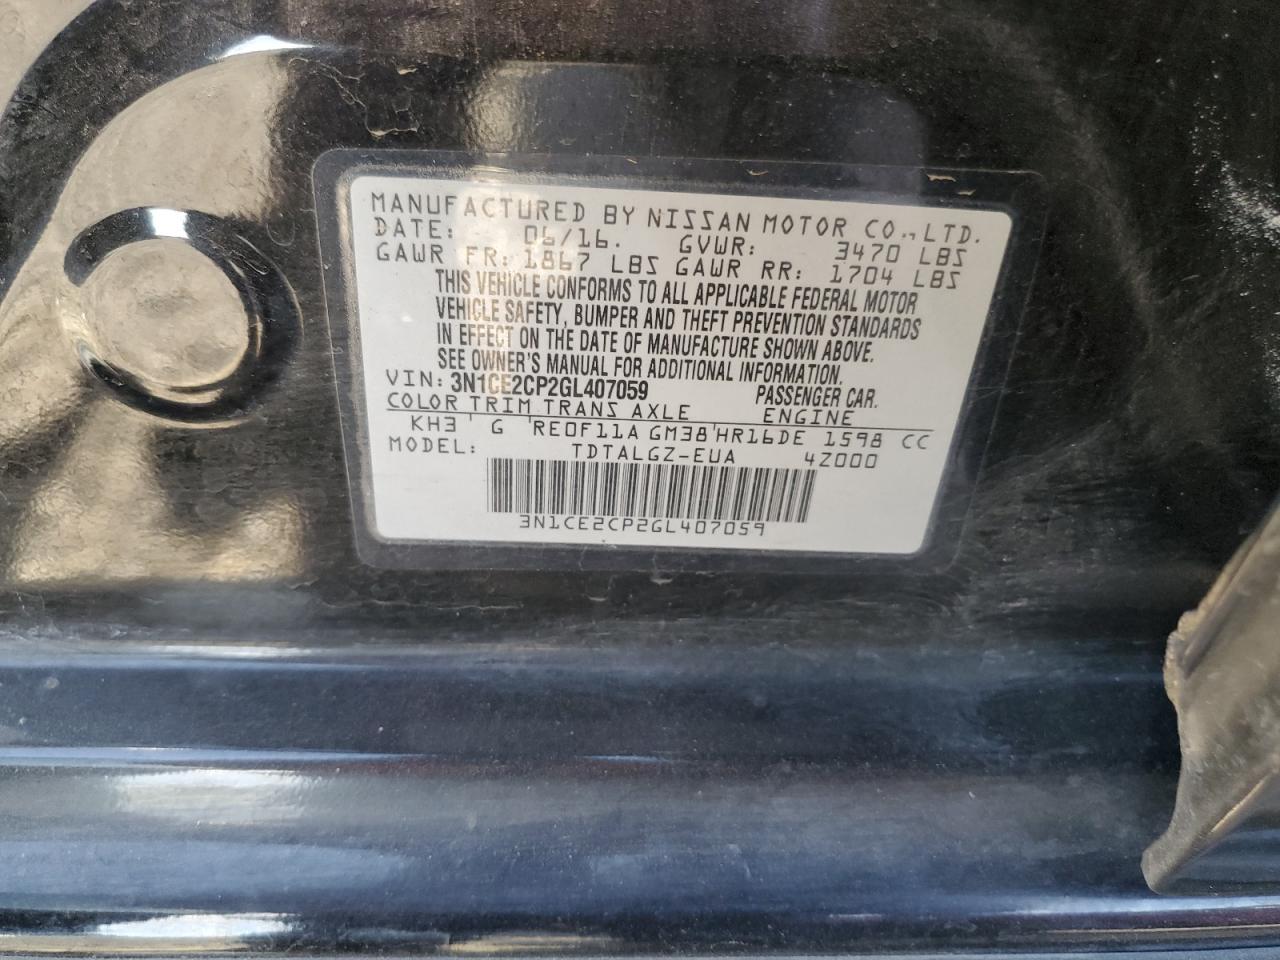 MANUFACTURED BY NISSAN MOTOR CO., LTD.
DATE: 06/16. GVWR: 3470 LBS
GAWR FR: 1867 LBS GAWR RR: 1704 LBS
THIS VEHICLE CONFORMS TO ALL APPLICABLE FEDERAL MOTOR
VEHICLE SAFETY, BUMPER AND THEFT PREVENTION STANDARDS
IN EFFECT ON THE DATE OF MANUFACTURE SHOWN ABOVE.
SEE OWNER'S MANUAL FOR ADDITIONAL INFORMATION.
VIN: 3N1CE2CP2GL407059 PASSENGER CAR.
COLOR TRIM TRANS AXLE ENGINE
KH3 G RE0F11A GM38 HR16DE 1598 CC
MODEL: TDTALGZ-EUA 4Z000
3N1CE2CP2GL407059